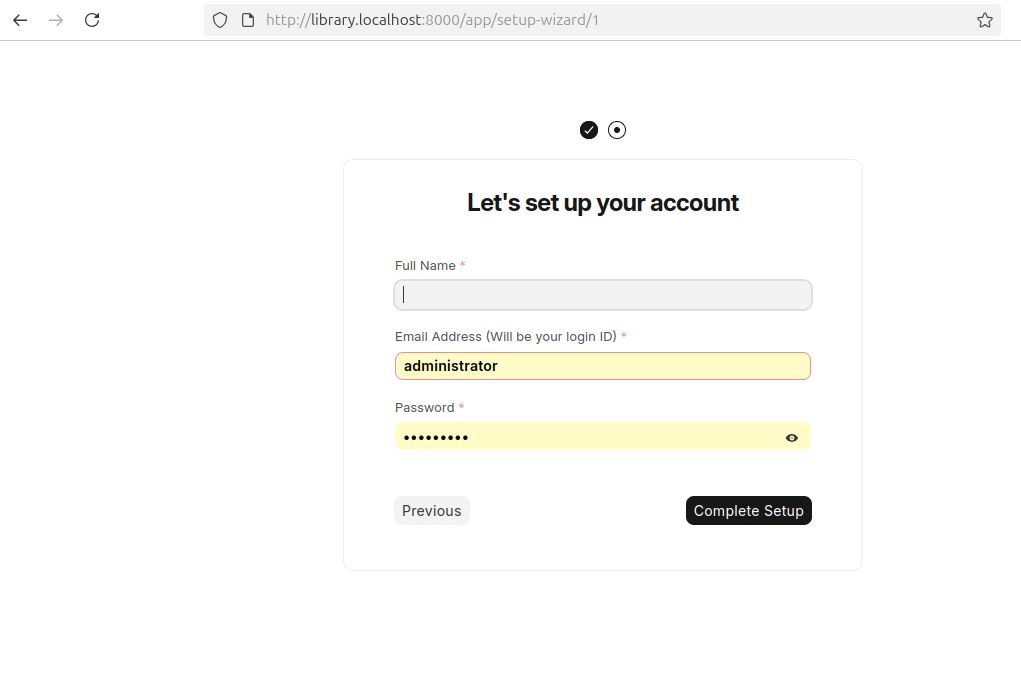 http://library.localhost:8000/app/setup-wizard/1
Let's set up your account
Full Name *
Email Address (Will be your login ID) *
administrator
Password *
•••••••••
Previous
Complete Setup